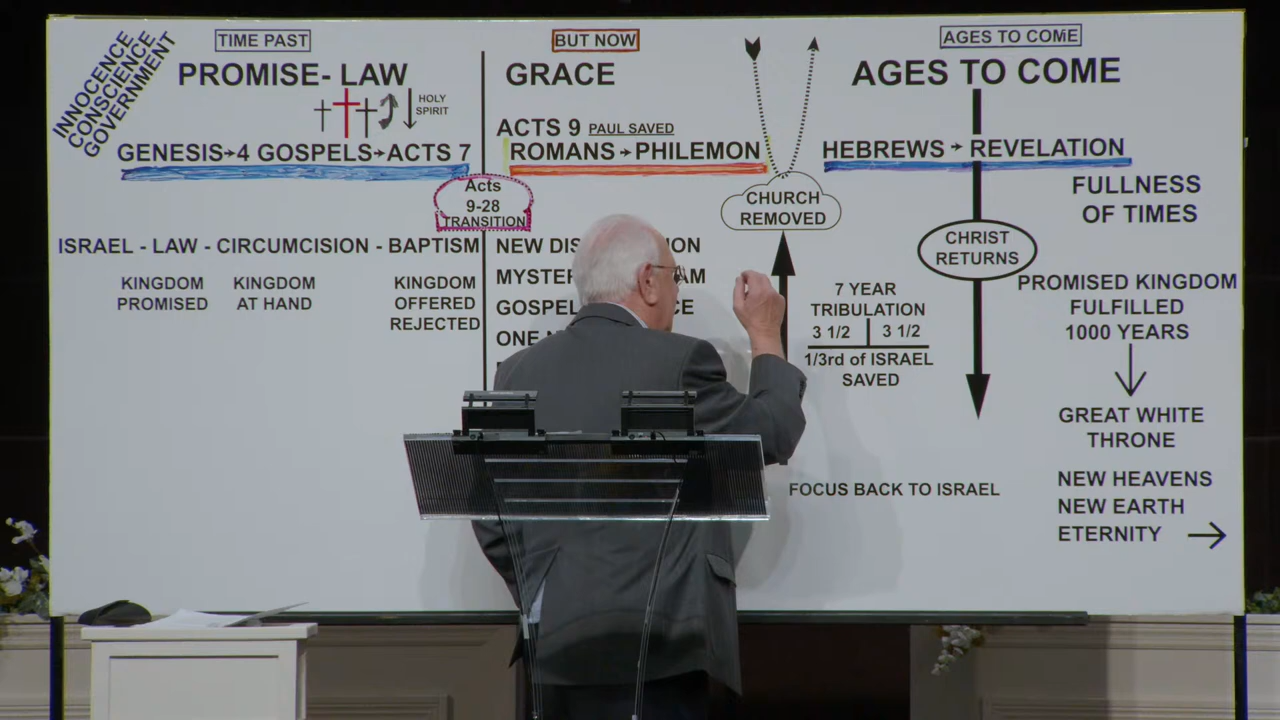 INNOCENCE
CONSCIENCE
GOVERNMENT
TIME PAST
PROMISE- LAW
HOLY
SPIRIT
GENESIS→4 GOSPELS→ACTS 7
Acts
9-28
TRANSITION
ISRAEL - LAW - CIRCUMCISION - BAPTISM
KINGDOM
PROMISED
KINGDOM
AT HAND
KINGDOM
OFFERED
REJECTED
BUT NOW
GRACE
ACTS 9 PAUL SAVED
ROMANS→PHILEMON
NEW
GOSPEL
ONE
CHURCH
REMOVED
AGES TO COME
AGES TO COME
HEBREWS → REVELATION
FULLNESS
OF TIMES
CHRIST
RETURNS
7 YEAR
TRIBULATION
3 1/2 3 1/2
1/3rd of ISRAEL
SAVED
PROMISED KINGDOM
FULFILLED
1000 YEARS
GREAT WHITE
THRONE
FOCUS BACK TO ISRAEL
NEW HEAVENS
NEW EARTH
ETERNITY →